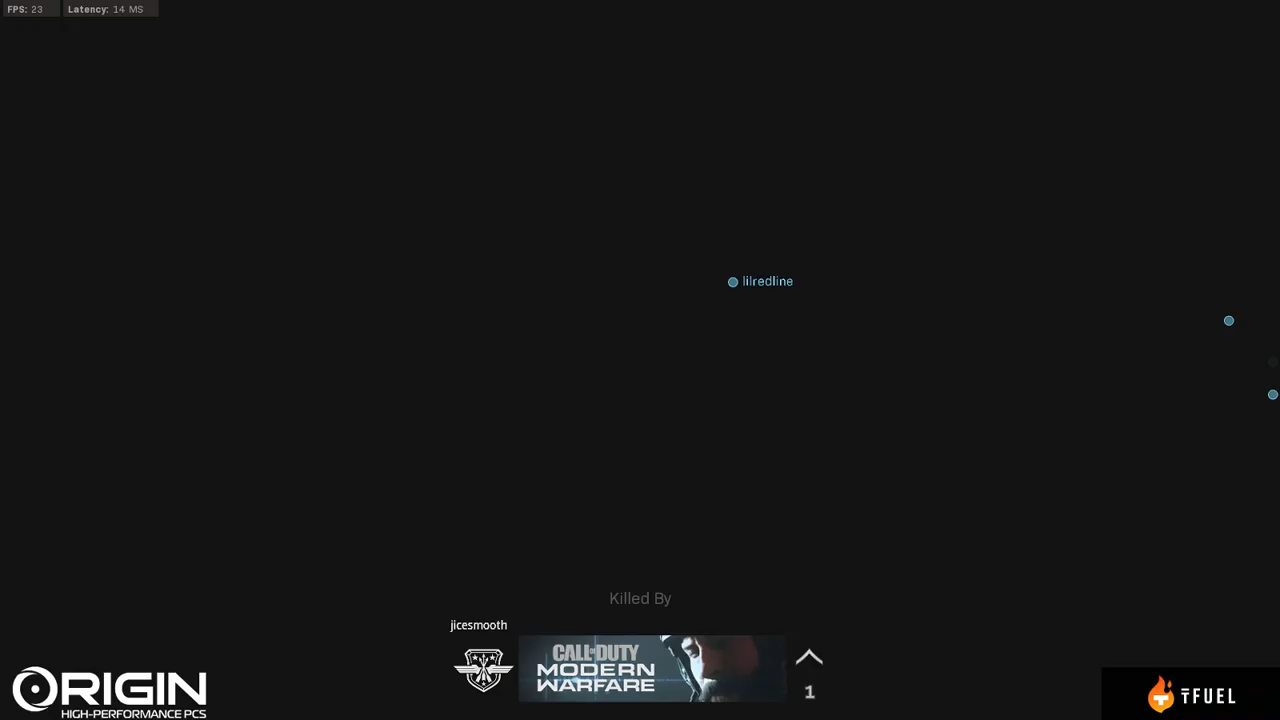 FPS: 23 Latency: 14 MS
lilredline
Killed By
jicesmooth
CALL OF DUTY
MODERN
WARFARE
1
ORIGIN
HIGH-PERFORMANCE PCS
TFUEL